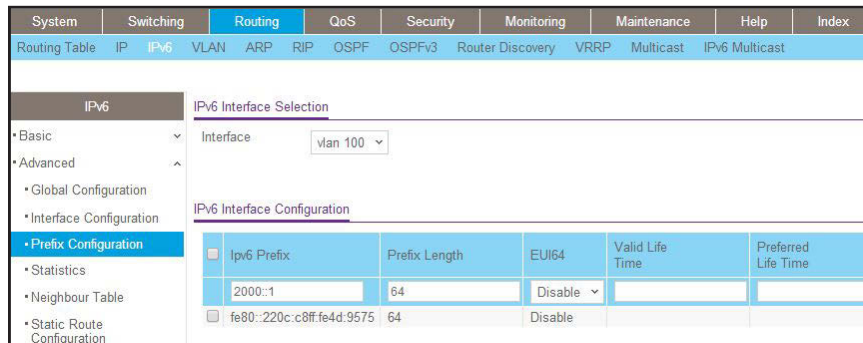 System Switching Routing QoS Security Monitoring Maintenance Help Index
Routing Table IP IPv6 VLAN ARP RIP OSPF OSPFv3 Router Discovery VRRP Multicast IPv6 Multicast
IPv6
Basic
Advanced
Global Configuration
Interface Configuration
Prefix Configuration
Statistics
Neighbour Table
Static Route
Configuration
IPv6 Interface Selection
Interface vlan 100
IPv6 Interface Configuration
Ipv6 Prefix Prefix Length EUI64 Valid Life Time Preferred Life Time
2000::1 64 Disable
fe80::220c:c8ff:fe4d:9575 64 Disable